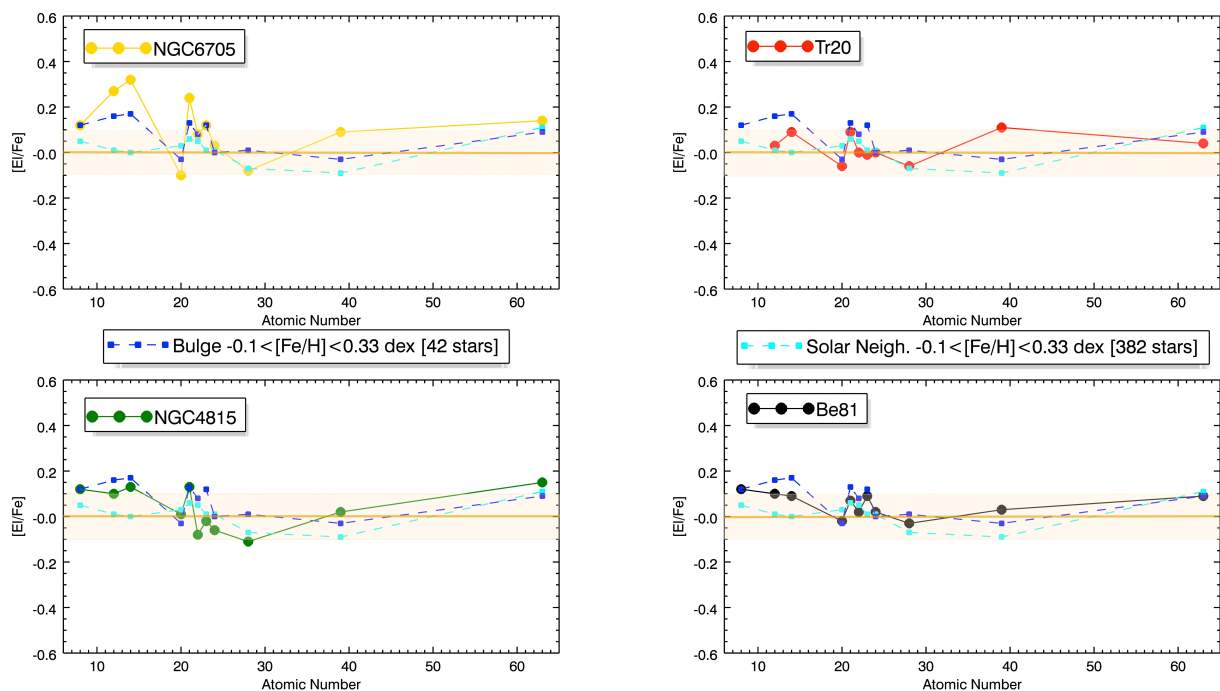 0.6
0.4
0.2
-0.0
-0.2
-0.4
-0.6
[El/Fe]
NGC6705
10 20 30 40 50 60
Atomic Number
0.6
0.4
0.2
-0.0
-0.2
-0.4
-0.6
[El/Fe]
Tr20
10 20 30 40 50 60
Atomic Number
Bulge -0.1<[Fe/H]<0.33 dex [42 stars]
Solar Neigh. -0.1<[Fe/H]<0.33 dex [382 stars]
0.6
0.4
0.2
-0.0
-0.2
-0.4
-0.6
[El/Fe]
NGC4815
10 20 30 40 50 60
Atomic Number
0.6
0.4
0.2
-0.0
-0.2
-0.4
-0.6
[El/Fe]
Be81
10 20 30 40 50 60
Atomic Number